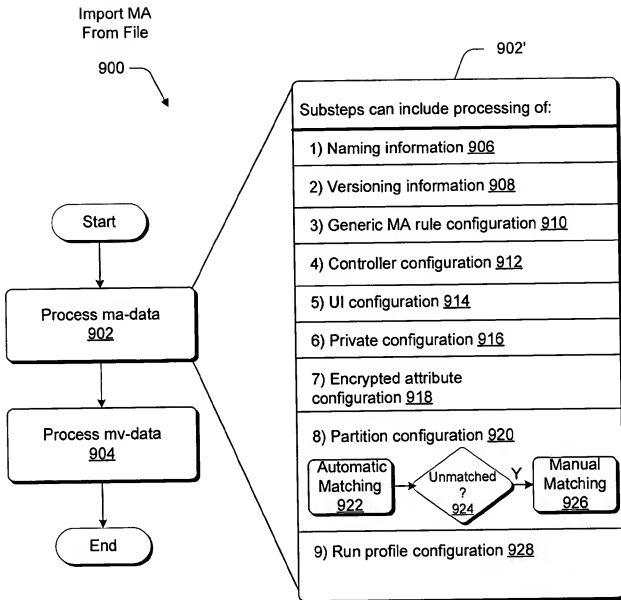 Import MA
From File
900
Start
Process ma-data
902
Process mv-data
904
End
902'
Substeps can include processing of:
1) Naming information 906
2) Versioning information 908
3) Generic MA rule configuration 910
4) Controller configuration 912
5) UI configuration 914
6) Private configuration 916
7) Encrypted attribute
configuration 918
8) Partition configuration 920
Automatic
Matching
922
Unmatched
?
924
Y
Manual
Matching
926
9) Run profile configuration 928